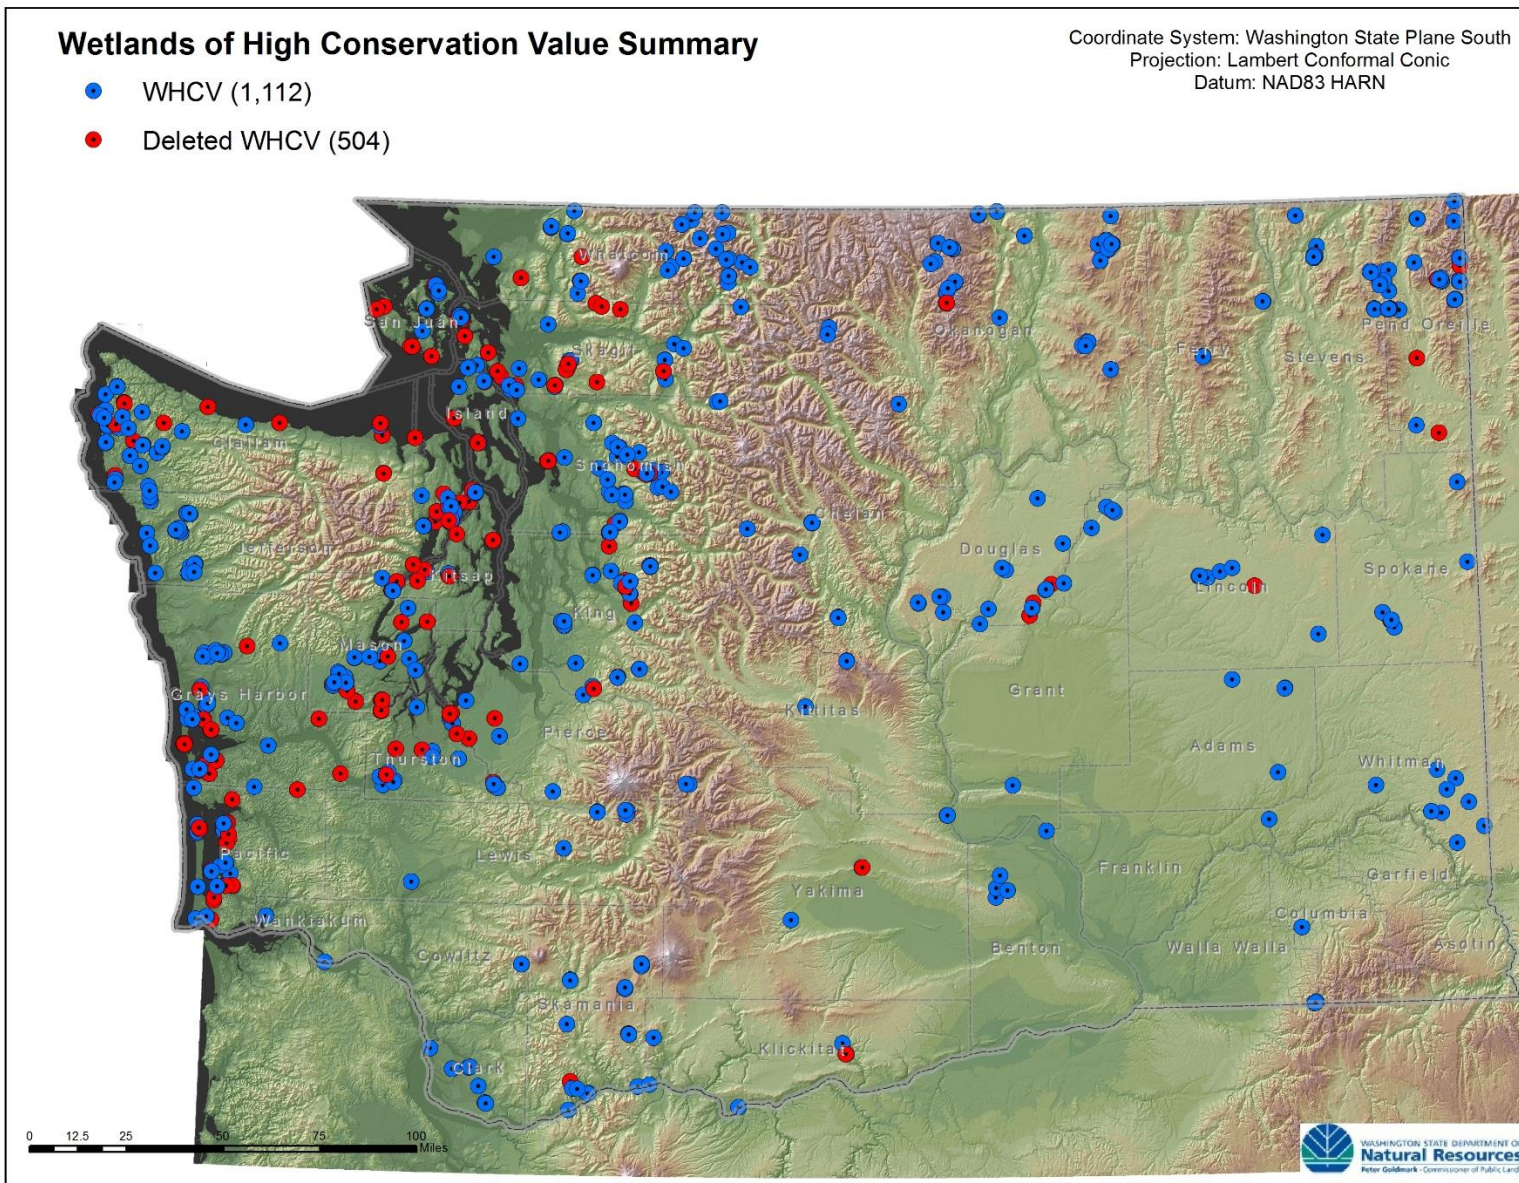 Wetlands of High Conservation Value Summary
WHCV (1,112)
Deleted WHCV (504)
Coordinate System: Washington State Plane South
Projection: Lambert Conformal Conic
Datum: NAD83 HARN
Whatcom
San Juan
Okanogan
Pend Oreille
Skagit
Ferry
Stevens
Island
Clallam
Snohomish
Chelan
Jefferson
Douglas
Kitsap
Lincoln
Spokane
King
Mason
Grays Harbor
Grant
Kittitas
Pierce
Adams
Thurston
Whitman
Pacific
Lewis
Franklin
Garfield
Yakima
Wahkiakum
Columbia
Cowlitz
Benton
Walla Walla
Asotin
Skamania
Klickitat
Clark
0 12.5 25 50 75 100
Miles
WASHINGTON STATE DEPARTMENT OF
Natural Resources
Peter Goldmark - Commissioner of Public Land